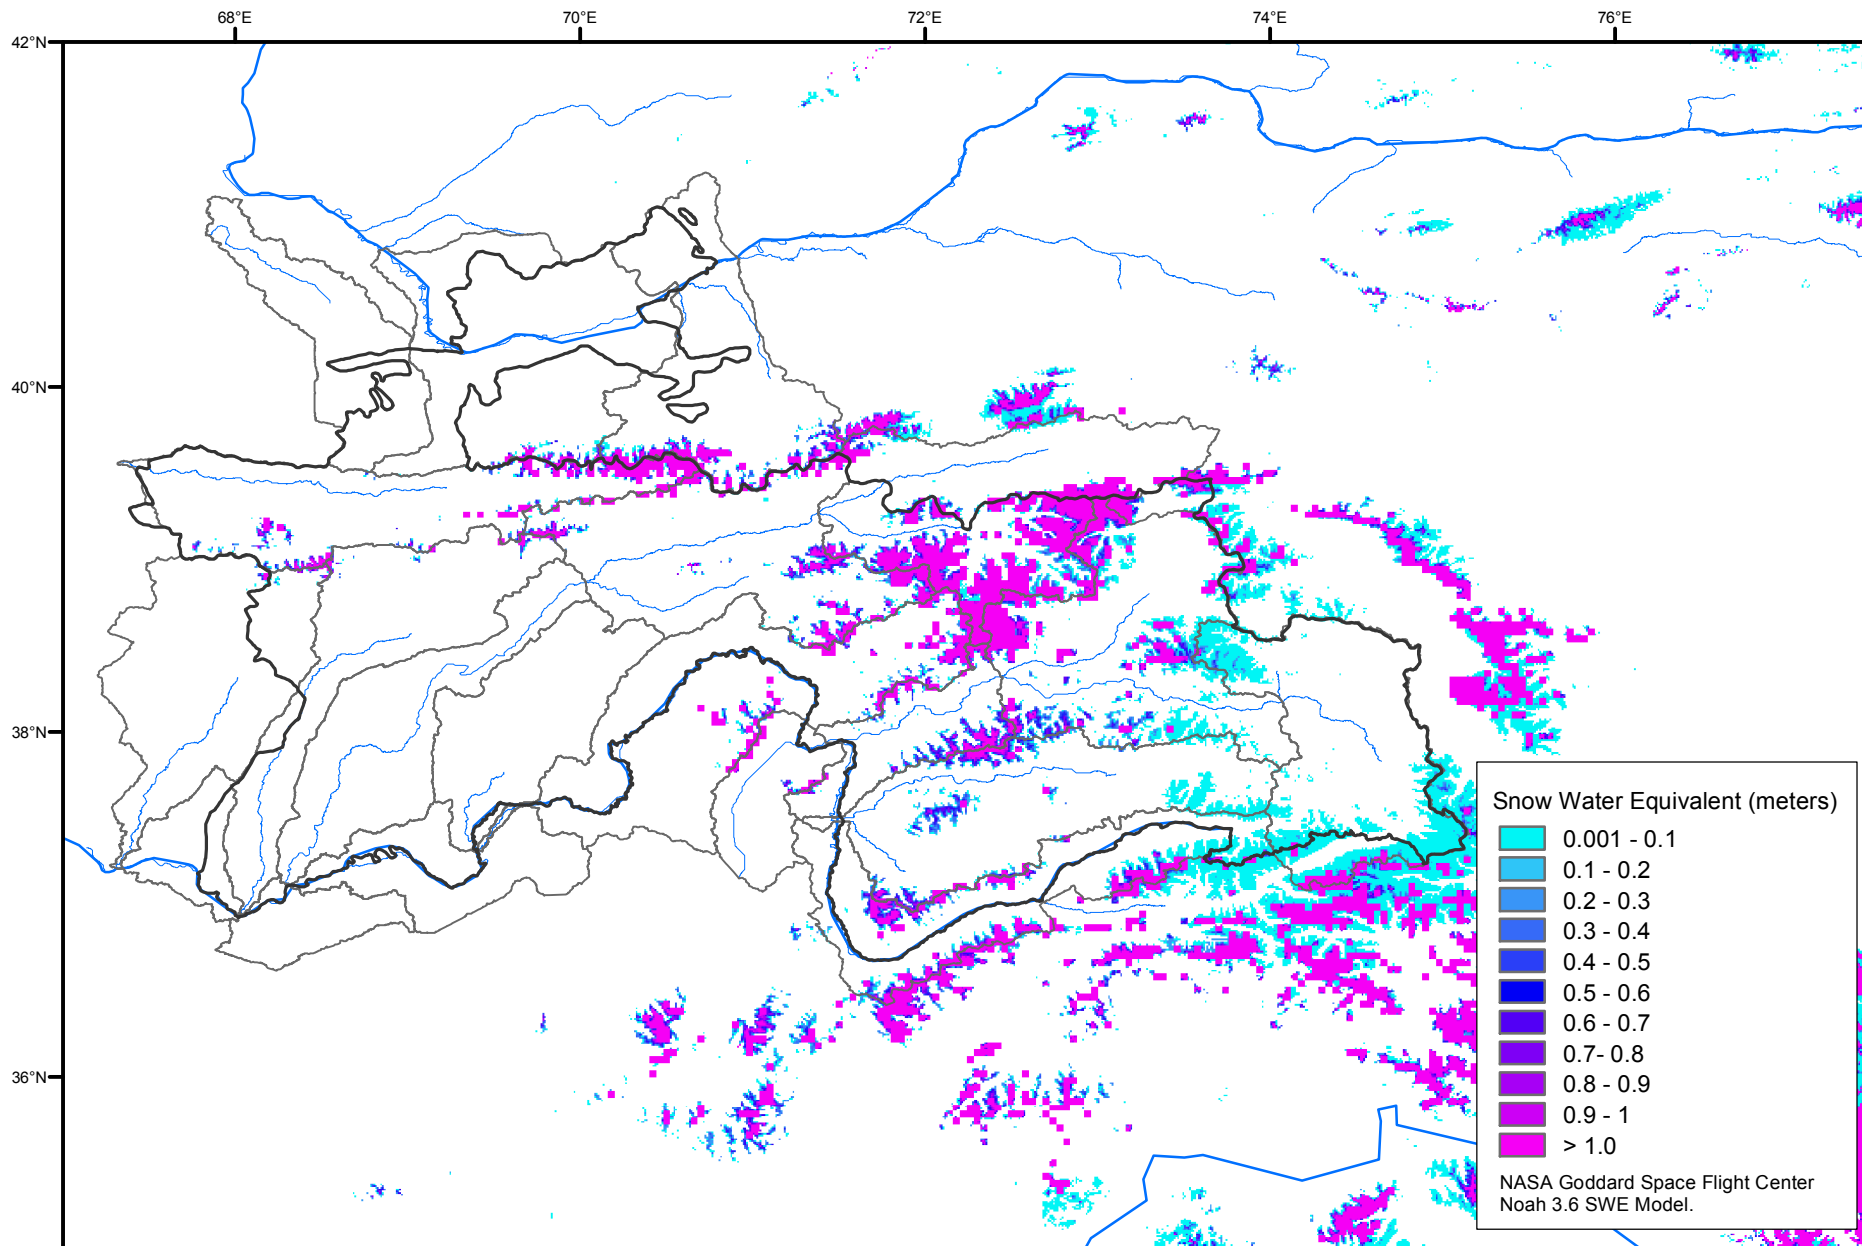 68°E
70°E
72°E
74°E
76°E
42°N
40°N
38°N
36°N
Snow Water Equivalent (meters)
0.001 - 0.1
0.1 - 0.2
0.2 - 0.3
0.3 - 0.4
0.4 - 0.5
0.5 - 0.6
0.6 - 0.7
0.7- 0.8
0.8 - 0.9
0.9 - 1
> 1.0
NASA Goddard Space Flight Center
Noah 3.6 SWE Model.